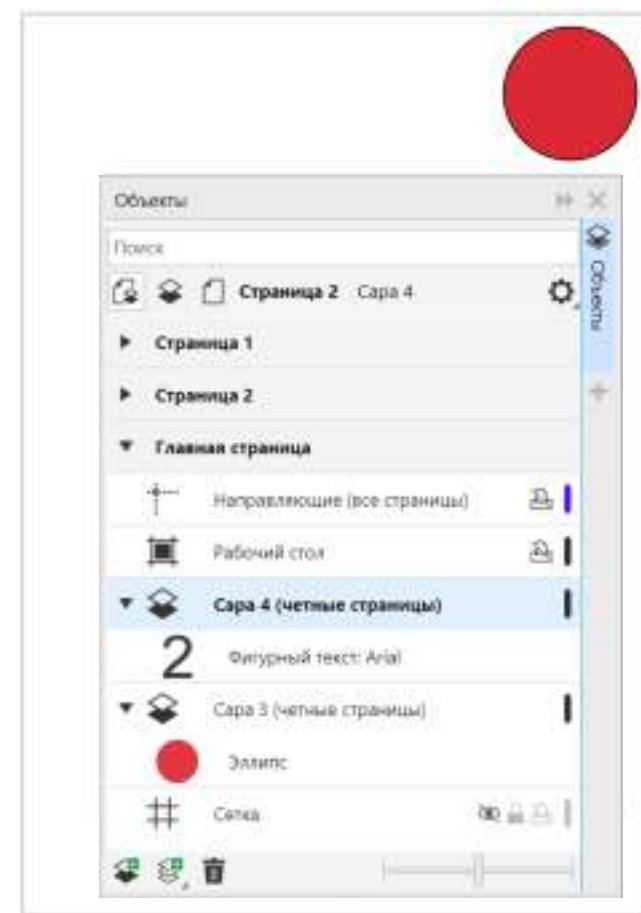 Объекты
Поиск
Страница 2 Сара 4
Объекты
Страница 1
Страница 2
Главная страница
Направляющие (все страницы)
Рабочий стол
Сара 4 (четные страницы)
2 Фигурный текст: Arial
Сара 3 (четные страницы)
Эллипс
Сетка